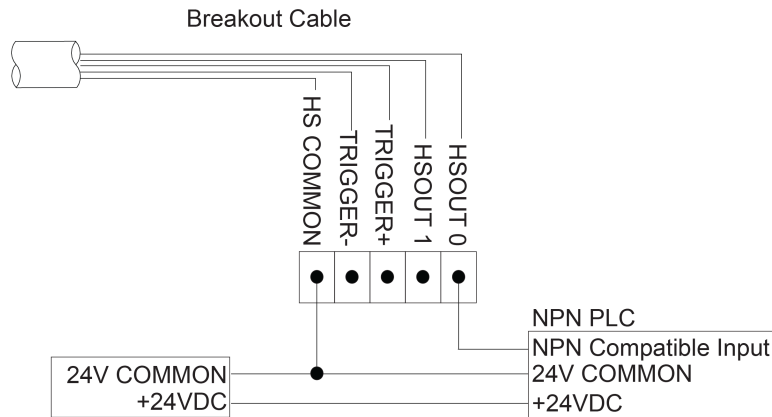 Breakout Cable
HS COMMON
TRIGGER-
TRIGGER+
HSOUT 1
HSOUT 0
NPN PLC
NPN Compatible Input
24V COMMON
24V COMMON
+24VDC
+24VDC